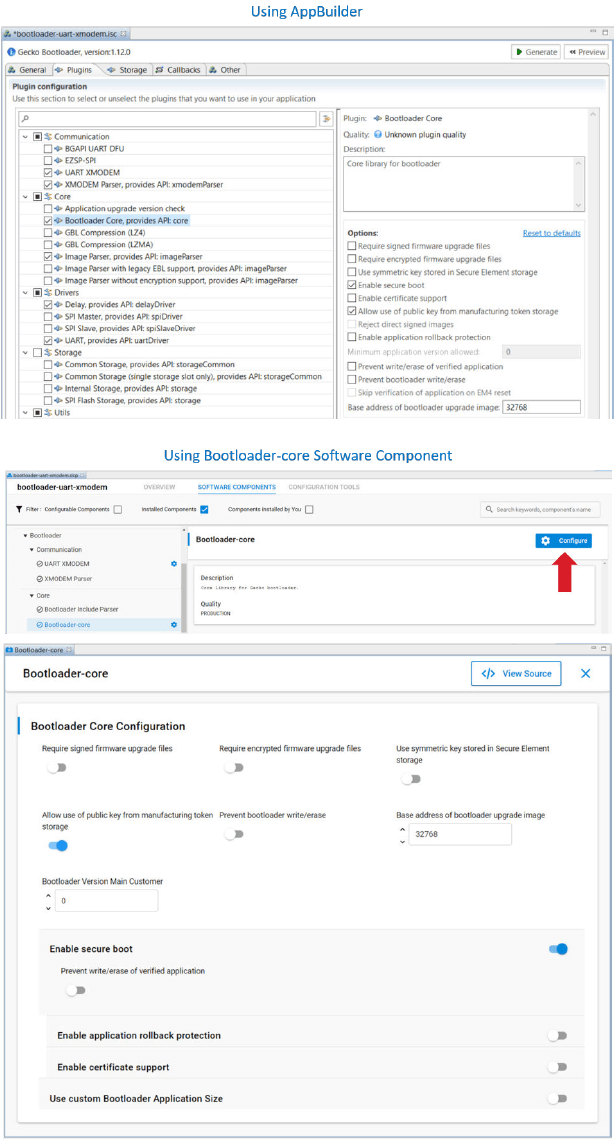 Using AppBuilder
*bootloader-uart-xmodem.isc
Gecko Bootloader, version:1.12.0
Generate
Preview
General
Plugins
Storage
Callbacks
Other
Plugin configuration
Use this section to select or unselect the plugins that you want to use in your application
Communication
BGAPI UART DFU
EZSP-SPI
UART XMODEM
XMODEM Parser, provides API: xmodemParser
Core
Application upgrade version check
Bootloader Core, provides API: core
GBL Compression (LZ4)
GBL Compression (LZMA)
Image Parser, provides API: imageParser
Image Parser with legacy EBL support, provides API: imageParser
Image Parser without encryption support, provides API: imageParser
Drivers
Delay, provides API: delayDriver
SPI Master, provides API: spiDriver
SPI Slave, provides API: spiSlaveDriver
UART, provides API: uartDriver
Storage
Common Storage, provides API: storageCommon
Common Storage (single storage slot only), provides API: storageCommon
Internal Storage, provides API: storage
SPI Flash Storage, provides API: storage
Utils
Plugin: Bootloader Core
Quality: Unknown plugin quality
Description:
Core library for bootloader
Options:
Reset to defaults
Require signed firmware upgrade files
Require encrypted firmware upgrade files
Use symmetric key stored in Secure Element storage
Enable secure boot
Enable certificate support
Allow use of public key from manufacturing token storage
Reject direct signed images
Enable application rollback protection
Minimum application version allowed: 0
Prevent write/erase of verified application
Prevent bootloader write/erase
Skip verification of application on EM4 reset
Base address of bootloader upgrade image: 32768
Using Bootloader-core Software Component
bootloader-uart-xmodem.slcp
bootloader-uart-xmodem
OVERVIEW
SOFTWARE COMPONENTS
CONFIGURATION TOOLS
Filter : Configurable Components
Installed Components
Components Installed by You
Search keywords, component's name
Bootloader
Communication
UART XMODEM
XMODEM Parser
Core
Bootloader Include Parser
Bootloader-core
Bootloader-core
Configure
Description
Core library for Gecko bootloader.
Quality
PRODUCTION
Bootloader-core
Bootloader-core
</> View Source
Bootloader Core Configuration
Require signed firmware upgrade files
Require encrypted firmware upgrade files
Use symmetric key stored in Secure Element
storage
Allow use of public key from manufacturing token
storage
Prevent bootloader write/erase
Base address of bootloader upgrade image
32768
Bootloader Version Main Customer
0
Enable secure boot
Prevent write/erase of verified application
Enable application rollback protection
Enable certificate support
Use custom Bootloader Application Size